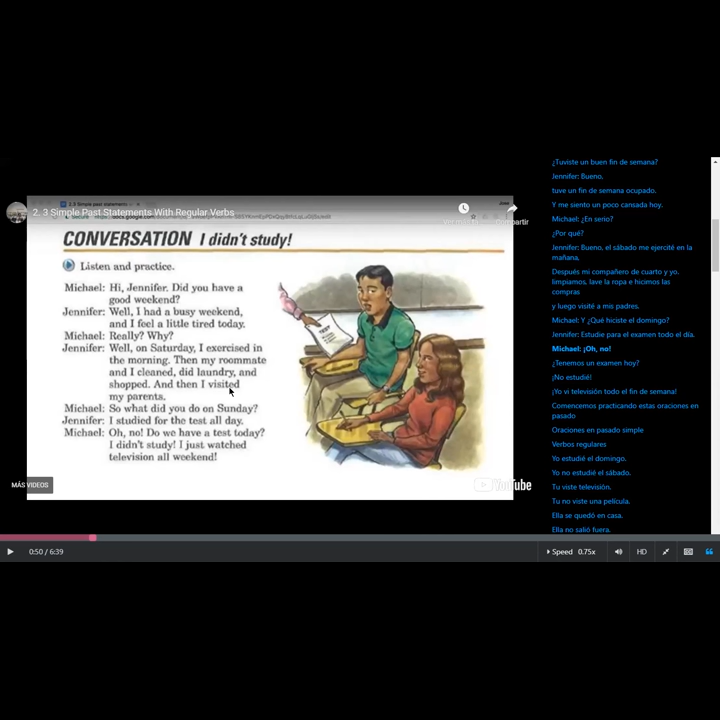 2.3 Simple past statements
2. 3 Simple Past Statements With Regular Verbs
CONVERSATION I didn't study!
Listen and practice.
Michael: Hi, Jennifer. Did you have a
good weekend?
Jennifer: Well, I had a busy weekend,
and I feel a little tired today.
Michael: Really? Why?
Jennifer: Well, on Saturday, I exercised in
the morning. Then my roommate
and I cleaned, did laundry, and
shopped. And then I visited
my parents.
Michael: So what did you do on Sunday?
Jennifer: I studied for the test all day.
Michael: Oh, no! Do we have a test today?
I didn't study! I just watched
television all weekend!
TEST
MÁS VIDEOS
YouTube
0:50 / 6:39
Speed 0.75x
HD
¿Tuviste un buen fin de semana?
Jennifer: Bueno,
tuve un fin de semana ocupado.
Y me siento un poco cansada hoy.
Michael: ¿En serio?
¿Por qué?
Jennifer: Bueno, el sábado me ejercité en la
mañana,
Después mi compañero de cuarto y yo.
limpiamos, lave la ropa e hicimos las
compras
y luego visité a mis padres.
Michael: Y ¿Qué hiciste el domingo?
Jennifer: Estudie para el examen todo el día.
Michael: ¡Oh, no!
¿Tenemos un examen hoy?
¡No estudié!
¡Yo vi televisión todo el fin de semana!
Comencemos practicando estas oraciones en
pasado
Oraciones en pasado simple
Verbos regulares
Yo estudié el domingo.
Yo no estudié el sábado.
Tu viste televisión.
Tu no viste una película.
Ella se quedó en casa.
Ella no salió fuera.